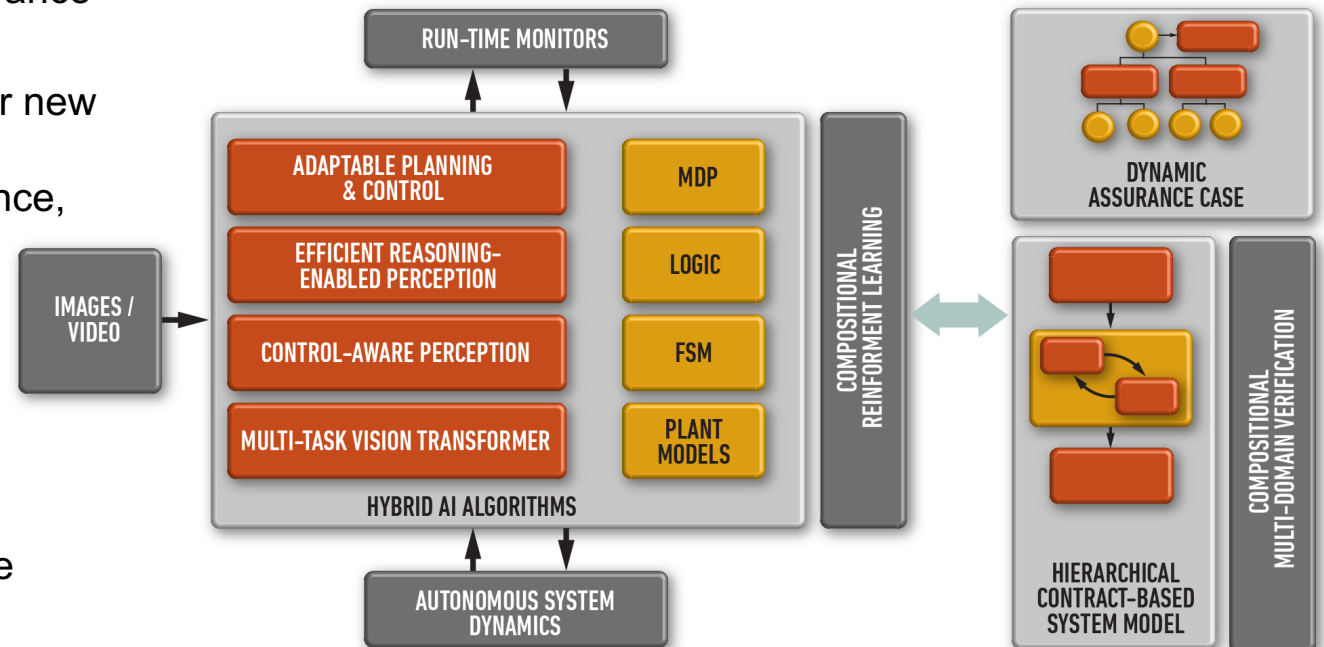 r new
nce,
e
RUN-TIME MONITORS
ADAPTABLE PLANNING
& CONTROL
EFFICIENT REASONING-
ENABLED PERCEPTION
CONTROL-AWARE PERCEPTION
MULTI-TASK VISION TRANSFORMER
MDP
LOGIC
FSM
PLANT
MODELS
HYBRID AI ALGORITHMS
IMAGES /
VIDEO
AUTONOMOUS SYSTEM
DYNAMICS
COMPOSITIONAL
REINFORMENT LEARNING
DYNAMIC
ASSURANCE CASE
HIERARCHICAL
CONTRACT-BASED
SYSTEM MODEL
COMPOSITIONAL
MULTI-DOMAIN VERIFICATION